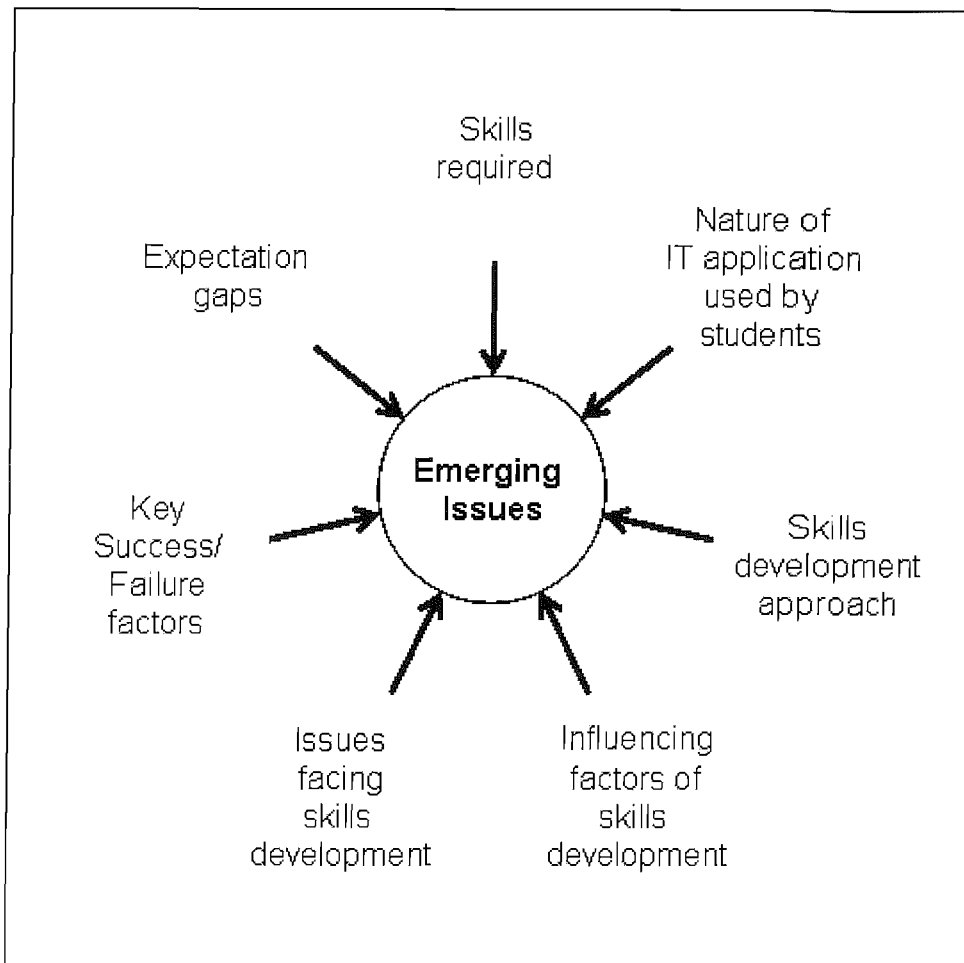 Skills
required
Nature of
IT application
used by
students
Expectation
gaps
Emerging
Issues
Key
Success/
Failure
factors
Skills
development
approach
Issues
facing
skills
development
Influencing
factors of
skills
development